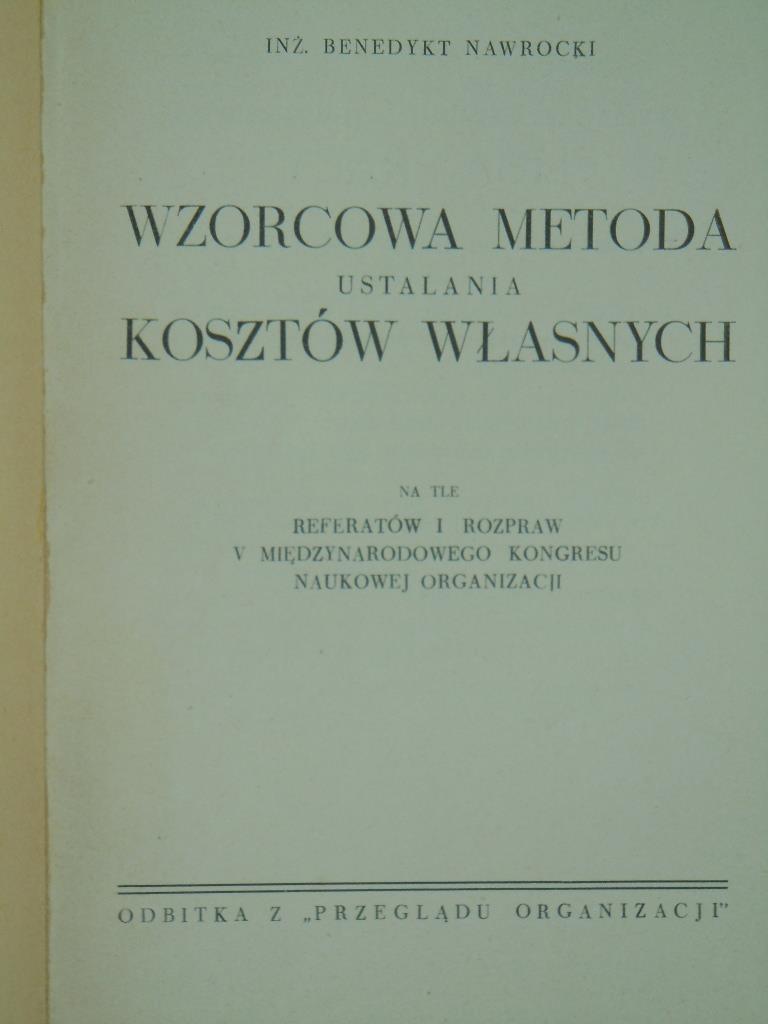 INŻ. BENEDYKT NAWROCKI
WZORCOWA METODA
USTALANIA
KOSZTÓW WŁASNYCH
NA TLE
REFERATÓW I ROZPRAW
V MIĘDZYNARODOWEGO KONGRESU
NAUKOWEJ ORGANIZACJI
ODBITKA Z „PRZEGLĄDU ORGANIZACJI”